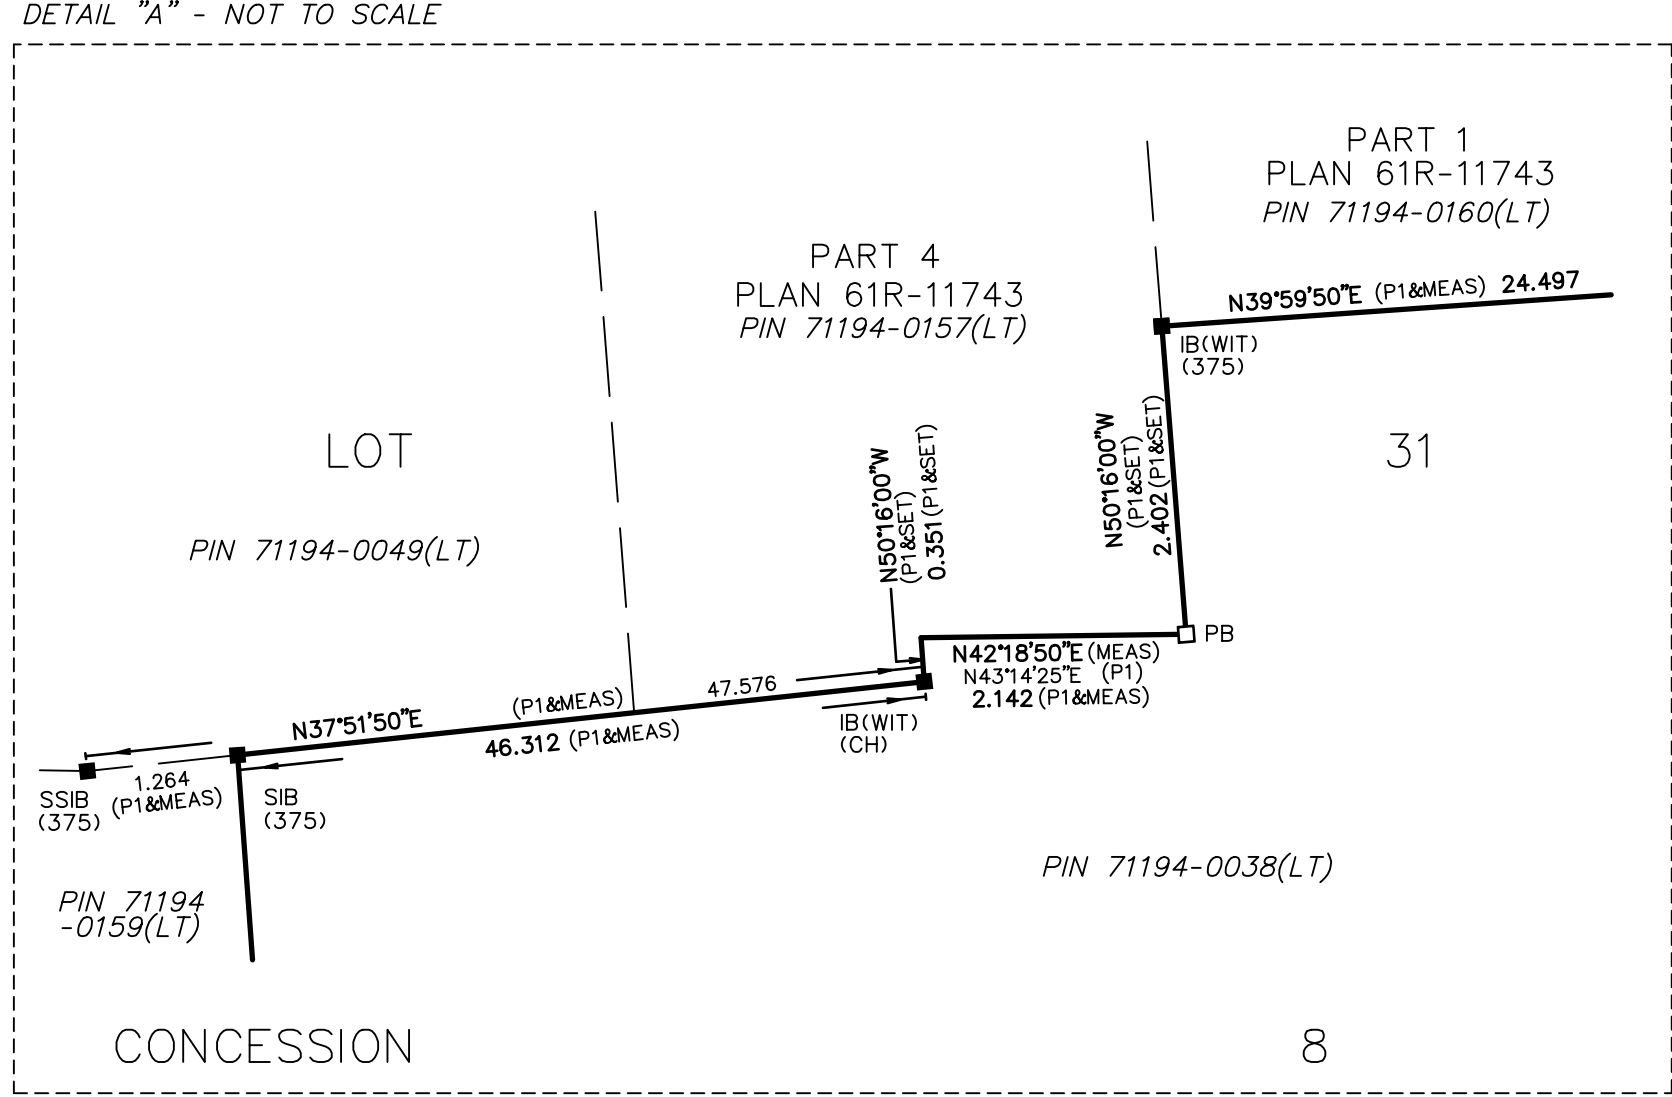 DETAIL "A" - NOT TO SCALE
PART 1
PLAN 61R-11743
PIN 71194-0160(LT)
PART 4
PLAN 61R-11743
PIN 71194-0157(LT)
N39°59'50"E (P1&MEAS) 24.497
IB(WIT)
(375)
LOT
31
N50°16'00"W
(P1&SET)
0.351 (P1&SET)
N50°16'00"W
(P1&SET)
2.402 (P1&SET)
PIN 71194-0049(LT)
PB
N42°18'50"E (MEAS)
N43°14'25"E (P1)
2.142 (P1&MEAS)
N37°51'50"E (P1&MEAS) 47.576
46.312 (P1&MEAS)
IB(WIT)
(CH)
1.264
(P1&MEAS)
SSIB
(375)
SIB
(375)
PIN 71194-0038(LT)
PIN 71194
-0159(LT)
CONCESSION 8